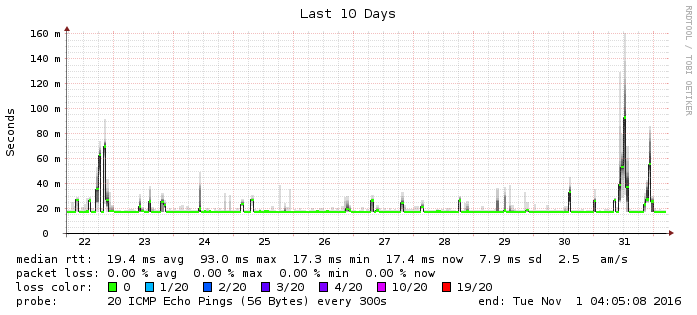 Last 10 Days
RRDTOOL / TOBI OETIKER
Seconds
160 m
140 m
120 m
100 m
80 m
60 m
40 m
20 m
0
22 23 24 25 26 27 28 29 30 31
median rtt: 19.4 ms avg 93.0 ms max 17.3 ms min 17.4 ms now 7.9 ms sd 2.5 am/s
packet loss: 0.00 % avg 0.00 % max 0.00 % min 0.00 % now
loss color: 0 1/20 2/20 3/20 4/20 10/20 19/20
probe: 20 ICMP Echo Pings (56 Bytes) every 300s end: Tue Nov 1 04:05:08 2016